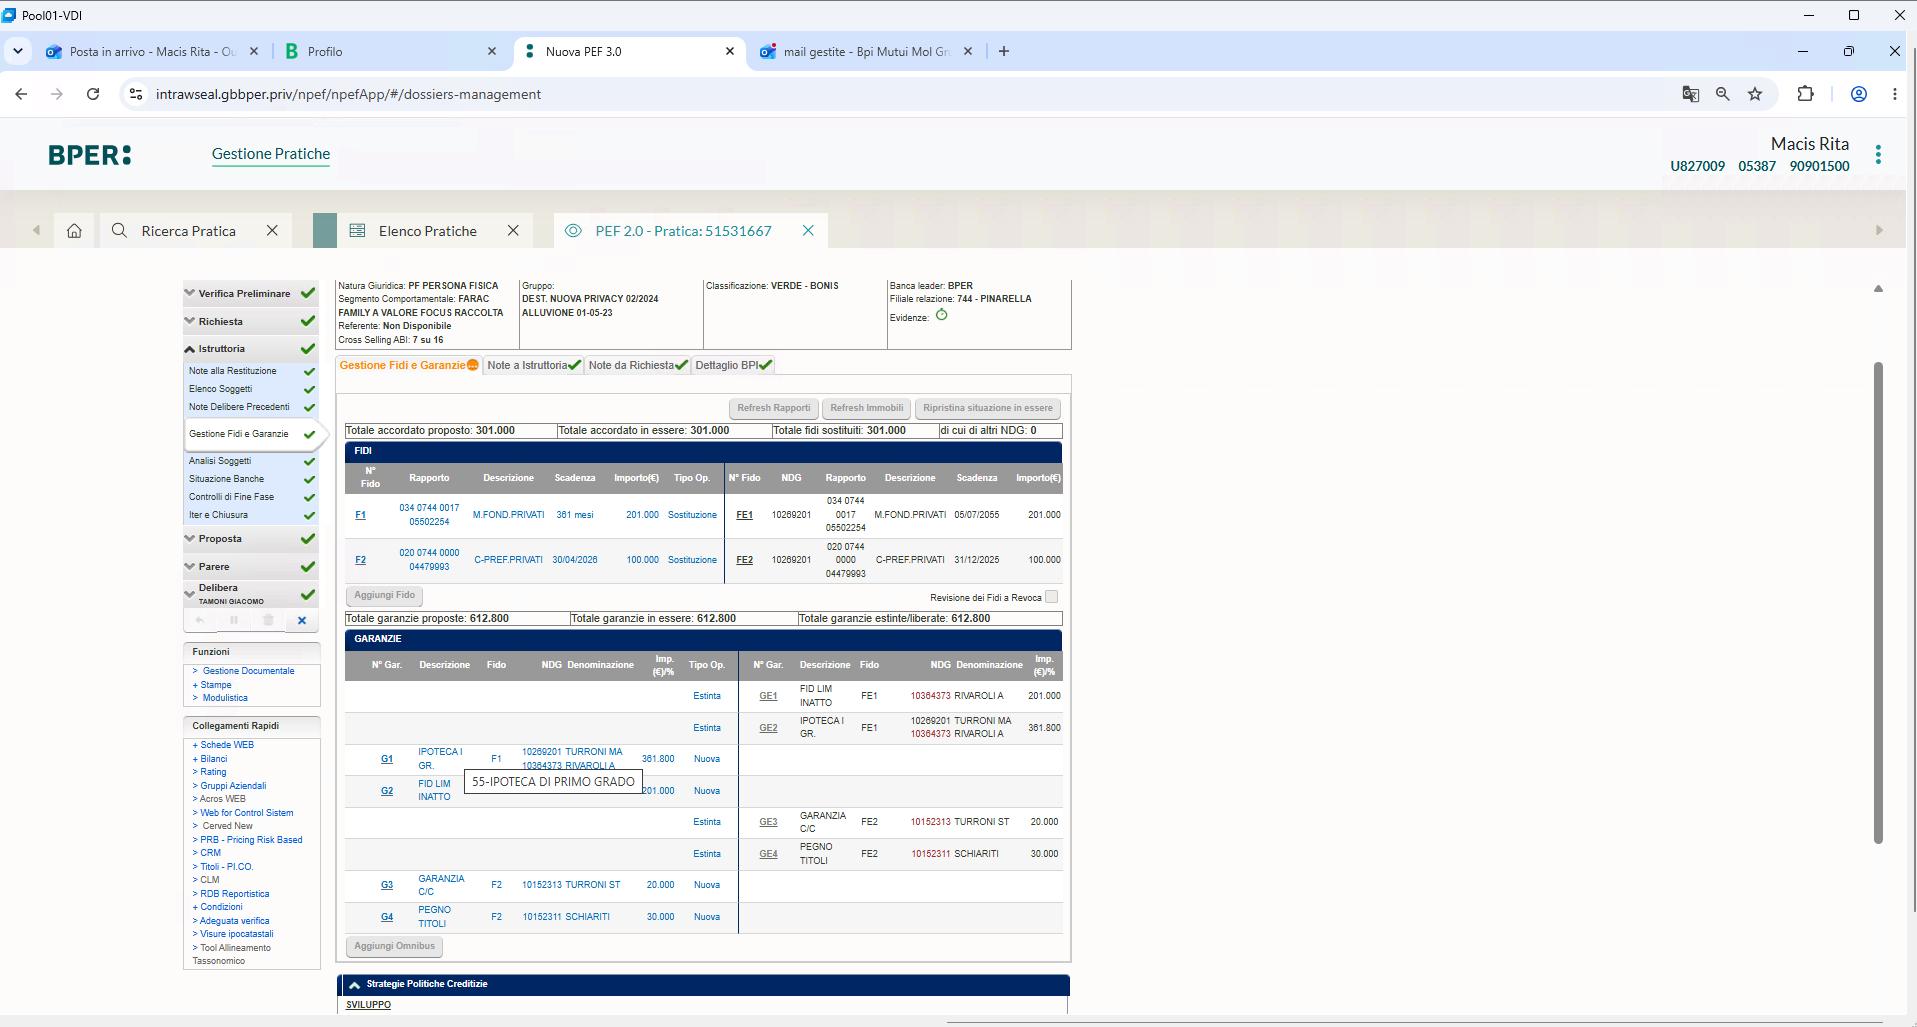 Pool01-VDI
Posta in arrivo - Macis Rita - Ou
Profilo
Nuova PEF 3.0
mail gestite - Bpi Mutui Mol Gr
intrawseal.gbbper.priv/npef/npefApp/#/dossiers-management
BPER:
Gestione Pratiche
Macis Rita
U827009 05387 90901500
Ricerca Pratica
Elenco Pratiche
PEF 2.0 - Pratica: 51531667
Verifica Preliminare
Richiesta
Istruttoria
Note alla Restituzione
Elenco Soggetti
Note Delibere Precedenti
Gestione Fidi e Garanzie
Analisi Soggetti
Situazione Banche
Controlli di Fine Fase
Iter e Chiusura
Proposta
Parere
Delibera
TAMONI GIACOMO
Funzioni
> Gestione Documentale
+ Stampe
> Modulistica
Collegamenti Rapidi
+ Schede WEB
+ Bilanci
> Rating
> Gruppi Aziendali
> Acros WEB
> Web for Control Sistem
> Cerved New
> PRB - Pricing Risk Based
> CRM
> Titoli - PI.CO.
> CLM
> RDB Reportistica
+ Condizioni
> Adeguata verifica
> Visure ipocatastali
> Tool Allineamento
Tassonomico
Natura Giuridica: PF PERSONA FISICA
Segmento Comportamentale: FARAC
FAMILY A VALORE FOCUS RACCOLTA
Referente: Non Disponibile
Cross Selling ABI: 7 su 16
Gruppo:
DEST. NUOVA PRIVACY 02/2024
ALLUVIONE 01-05-23
Classificazione: VERDE - BONIS
Banca leader: BPER
Filiale relazione: 744 - PINARELLA
Evidenze:
Gestione Fidi e Garanzie
Note a Istruttoria
Note da Richiesta
Dettaglio BPI
Refresh Rapporti
Refresh Immobili
Ripristina situazione in essere
Totale accordato proposto: 301.000
Totale accordato in essere: 301.000
Totale fidi sostituiti: 301.000
di cui di altri NDG: 0
FIDI
N° Fido Rapporto Descrizione Scadenza Importo(€) Tipo Op. N° Fido NDG Rapporto Descrizione Scadenza Importo(€)
F1 034 0744 0017 05502254 M.FOND.PRIVATI 361 mesi 201.000 Sostituzione FE1 10269201 034 0744 0017 05502254 M.FOND.PRIVATI 05/07/2055 201.000
F2 020 0744 0000 04479993 C-PREF.PRIVATI 30/04/2026 100.000 Sostituzione FE2 10269201 020 0744 0000 04479993 C-PREF.PRIVATI 31/12/2025 100.000
Aggiungi Fido
Revisione dei Fidi a Revoca
Totale garanzie proposte: 612.800
Totale garanzie in essere: 612.800
Totale garanzie estinte/liberate: 612.800
GARANZIE
N° Gar. Descrizione Fido NDG Denominazione Imp. (€)/% Tipo Op. N° Gar. Descrizione Fido NDG Denominazione Imp. (€)/%
Estinta GE1 FID LIM INATTO FE1 10364373 RIVAROLI A 201.000
Estinta GE2 IPOTECA I GR. FE1 10269201 TURRONI MA 10364373 RIVAROLI A 361.800
G1 IPOTECA I GR. F1 10269201 TURRONI MA 10364373 RIVAROLI A 361.800 Nuova
55-IPOTECA DI PRIMO GRADO
G2 FID LIM INATTO 201.000 Nuova
Estinta GE3 GARANZIA C/C FE2 10152313 TURRONI ST 20.000
Estinta GE4 PEGNO TITOLI FE2 10152311 SCHIARITI 30.000
G3 GARANZIA C/C F2 10152313 TURRONI ST 20.000 Nuova
G4 PEGNO TITOLI F2 10152311 SCHIARITI 30.000 Nuova
Aggiungi Omnibus
Strategie Politiche Creditizie
SVILUPPO